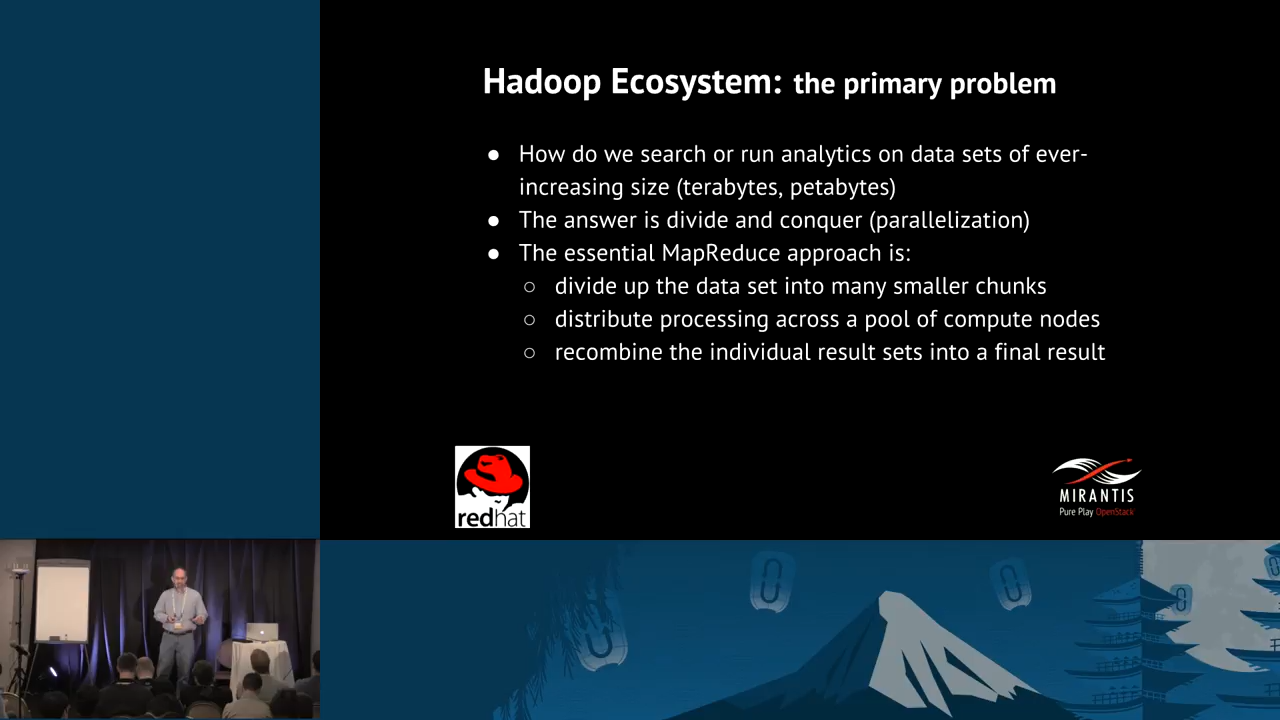 Hadoop Ecosystem: the primary problem
● How do we search or run analytics on data sets of ever-
increasing size (terabytes, petabytes)
● The answer is divide and conquer (parallelization)
● The essential MapReduce approach is:
○ divide up the data set into many smaller chunks
○ distribute processing across a pool of compute nodes
○ recombine the individual result sets into a final result
redhat
MIRANTIS
Pure Play OpenStack